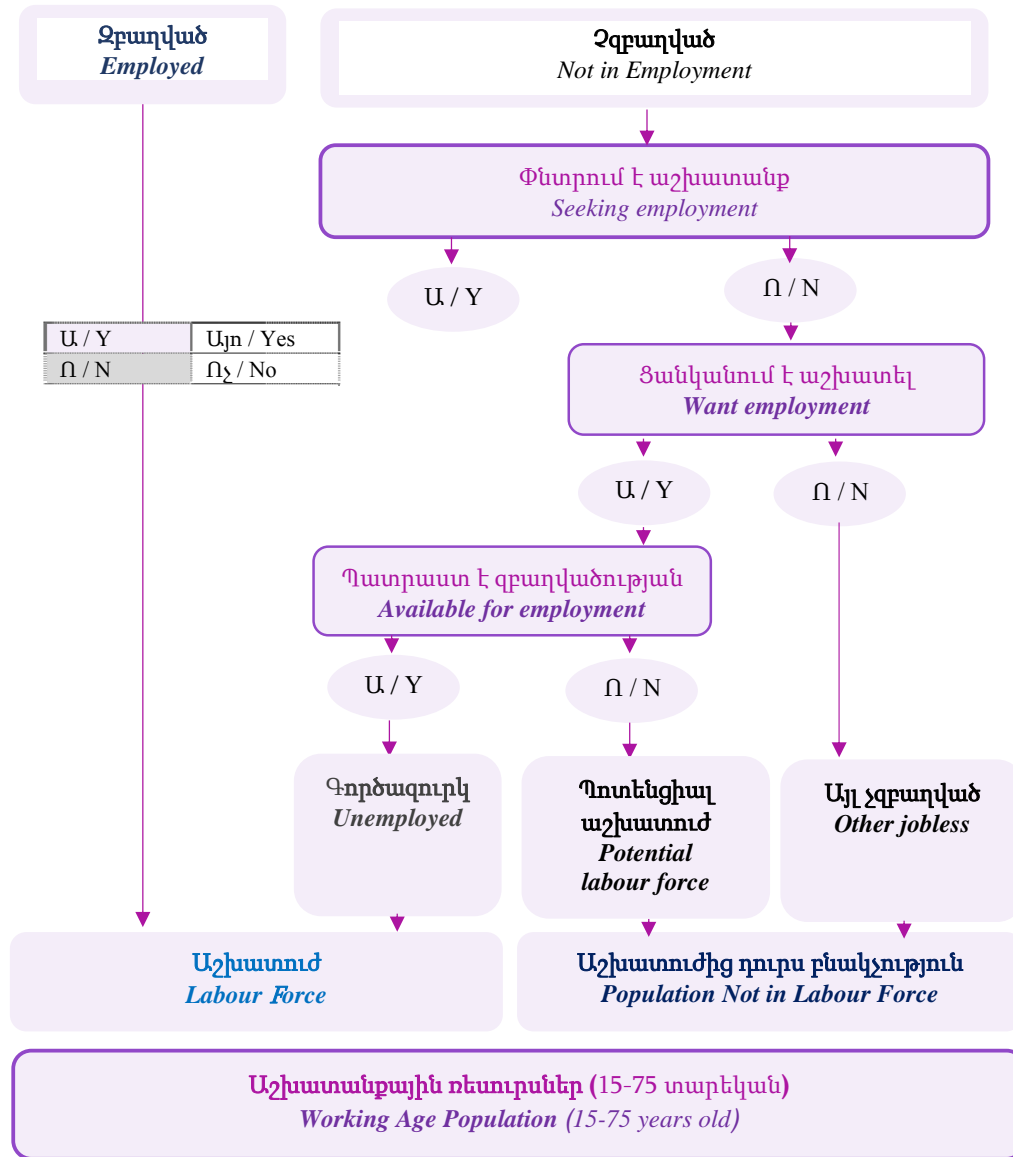 Զբաղված
Employed
Չզբաղված
Not in Employment
Փնտրում է աշխատանք
Seeking employment
Ա / Y
Ո / N
Ա / Y Այո / Yes
Ո / N Ոչ / No
Ցանկանում է աշխատել
Want employment
Ա / Y
Ո / N
Պատրաստ է զբաղվածության
Available for employment
Ա / Y
Ո / N
Գործազուրկ
Unemployed
Պոտենցիալ
աշխատուժ
Potential
labour force
Այլ չզբաղված
Other jobless
Աշխատուժ
Labour Force
Աշխատուժից դուրս բնակչություն
Population Not in Labour Force
Աշխատանքային ռեսուրսներ (15-75 տարեկան)
Working Age Population (15-75 years old)